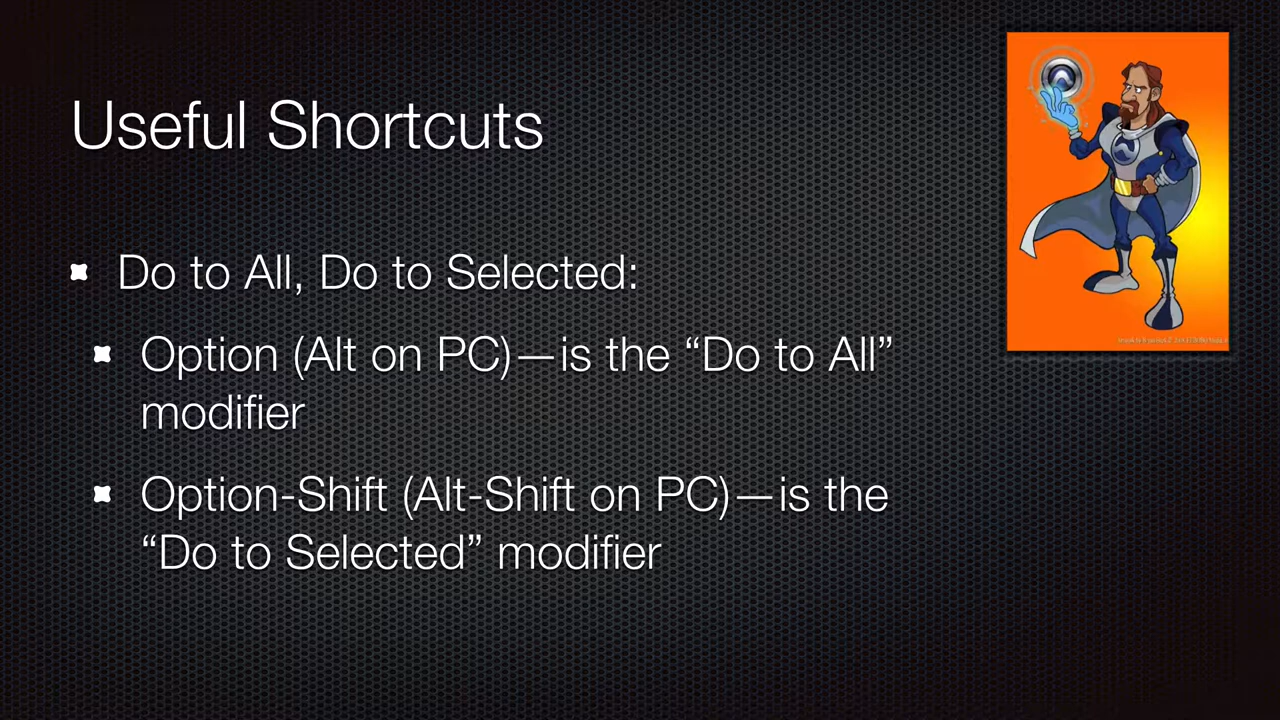 Useful Shortcuts
Do to All, Do to Selected:
Option (Alt on PC)—is the “Do to All”
modifier
Option-Shift (Alt-Shift on PC)—is the
“Do to Selected” modifier